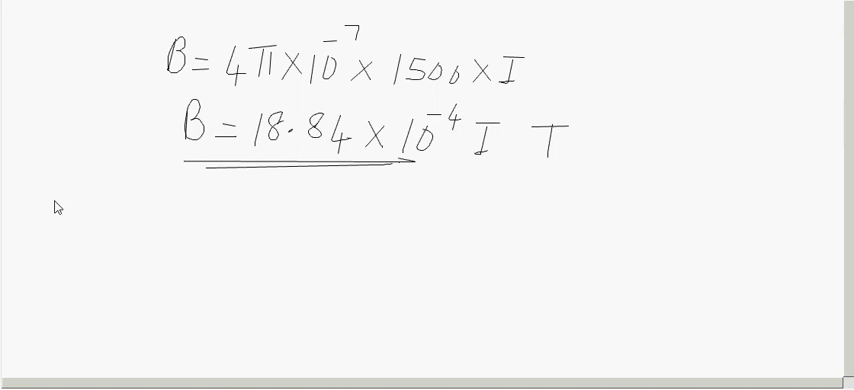 B = 4π × 10⁻⁷ × 1500 × I
B = 18.84 × 10⁻⁴ I T